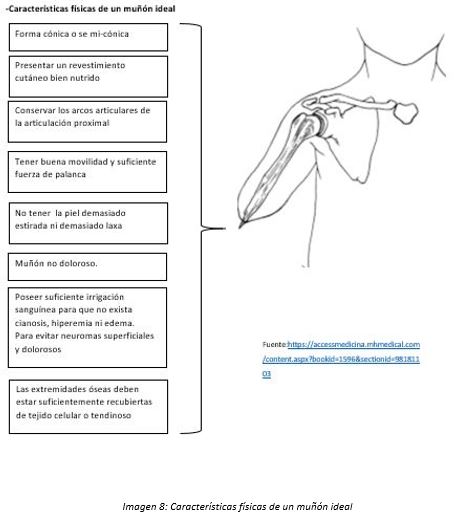 -Características físicas de un muñón ideal
Forma cónica o se mi-cónica
Presentar un revestimiento
cutáneo bien nutrido
Conservar los arcos articulares de
la articulación proximal
Tener buena movilidad y suficiente
fuerza de palanca
No tener la piel demasiado
estirada ni demasiado laxa
Muñón no doloroso.
Poseer suficiente irrigación
sanguínea para que no exista
cianosis, hiperemia ni edema.
Para evitar neuromas superficiales
y dolorosos
Las extremidades óseas deben
estar suficientemente recubiertas
de tejido celular o tendinoso
Fuente:https://accessmedicina.mhmedical.com
/content.aspx?bookid=1596&sectionid=981811
03
Imagen 8: Características físicas de un muñón ideal